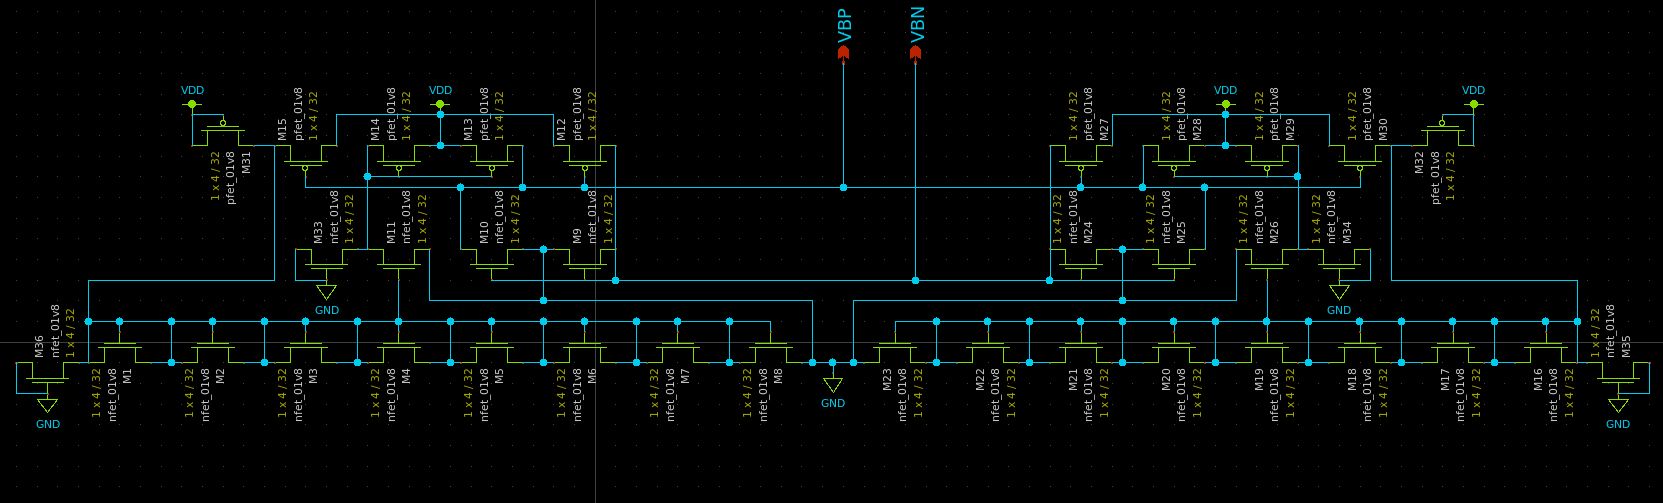 VBP
VBN
VDD
VDD
VDD
VDD
M15
pfet_01v8
1 x 4 / 32
M14
pfet_01v8
1 x 4 / 32
M13
pfet_01v8
1 x 4 / 32
M12
pfet_01v8
1 x 4 / 32
1 x 4 / 32
pfet_01v8
M27
1 x 4 / 32
pfet_01v8
M28
1 x 4 / 32
pfet_01v8
M29
1 x 4 / 32
pfet_01v8
M30
1 x 4 / 32
pfet_01v8
M31
M32
pfet_01v8
1 x 4 / 32
M33
nfet_01v8
1 x 4 / 32
M11
nfet_01v8
1 x 4 / 32
M10
nfet_01v8
1 x 4 / 32
M9
nfet_01v8
1 x 4 / 32
1 x 4 / 32
nfet_01v8
M24
1 x 4 / 32
nfet_01v8
M25
1 x 4 / 32
nfet_01v8
M26
1 x 4 / 32
nfet_01v8
M34
GND
GND
M36
nfet_01v8
1 x 4 / 32
1 x 4 / 32
nfet_01v8
M35
1 x 4 / 32
nfet_01v8
M1
1 x 4 / 32
nfet_01v8
M2
1 x 4 / 32
nfet_01v8
M3
1 x 4 / 32
nfet_01v8
M4
1 x 4 / 32
nfet_01v8
M5
1 x 4 / 32
nfet_01v8
M6
1 x 4 / 32
nfet_01v8
M7
1 x 4 / 32
nfet_01v8
M8
M23
nfet_01v8
1 x 4 / 32
M22
nfet_01v8
1 x 4 / 32
M21
nfet_01v8
1 x 4 / 32
M20
nfet_01v8
1 x 4 / 32
M19
nfet_01v8
1 x 4 / 32
M18
nfet_01v8
1 x 4 / 32
M17
nfet_01v8
1 x 4 / 32
M16
nfet_01v8
1 x 4 / 32
GND
GND
GND